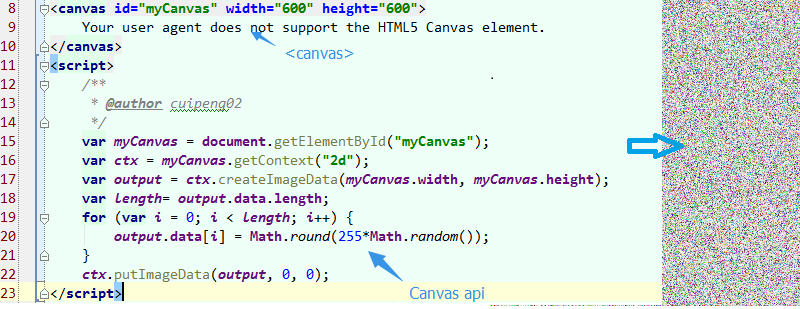 8 <canvas id="myCanvas" width="600" height="600">
9 Your user agent does not support the HTML5 Canvas element.
10 </canvas>
<canvas>
11 <script>
12 /**
13 * @author cuipeng02
14 */
15 var myCanvas = document.getElementById("myCanvas");
16 var ctx = myCanvas.getContext("2d");
17 var output = ctx.createImageData(myCanvas.width, myCanvas.height);
18 var length= output.data.length;
19 for (var i = 0; i < length; i++) {
20 output.data[i] = Math.round(255*Math.random());
21 }
22 ctx.putImageData(output, 0, 0);
Canvas api
23 </script>